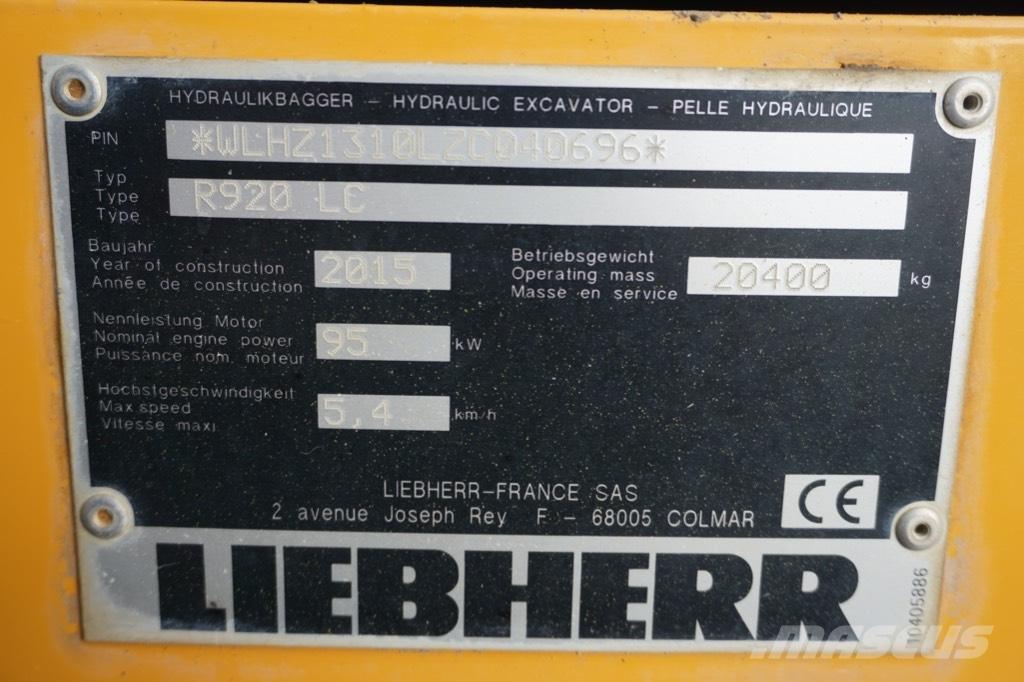 HYDRAULIKBAGGER – HYDRAULIC EXCAVATOR – PELLE HYDRAULIQUE
PIN *WLHZ1310LZC040696*
Typ
Type R920 LC
Type
Baujahr
Year of construction 2015
Année de construction
Betriebsgewicht
Operating mass 20400 kg
Masse en service
Nennleistung Motor
Nominal engine power 95 kW
Puissance nom. moteur
Höchstgeschwindigkeit
Max speed 5,4 km/h
Vitesse maxi
LIEBHERR–FRANCE SAS
2 avenue Joseph Rey F – 68005 COLMAR
CE
LIEBHERR
10405886
MASCUS